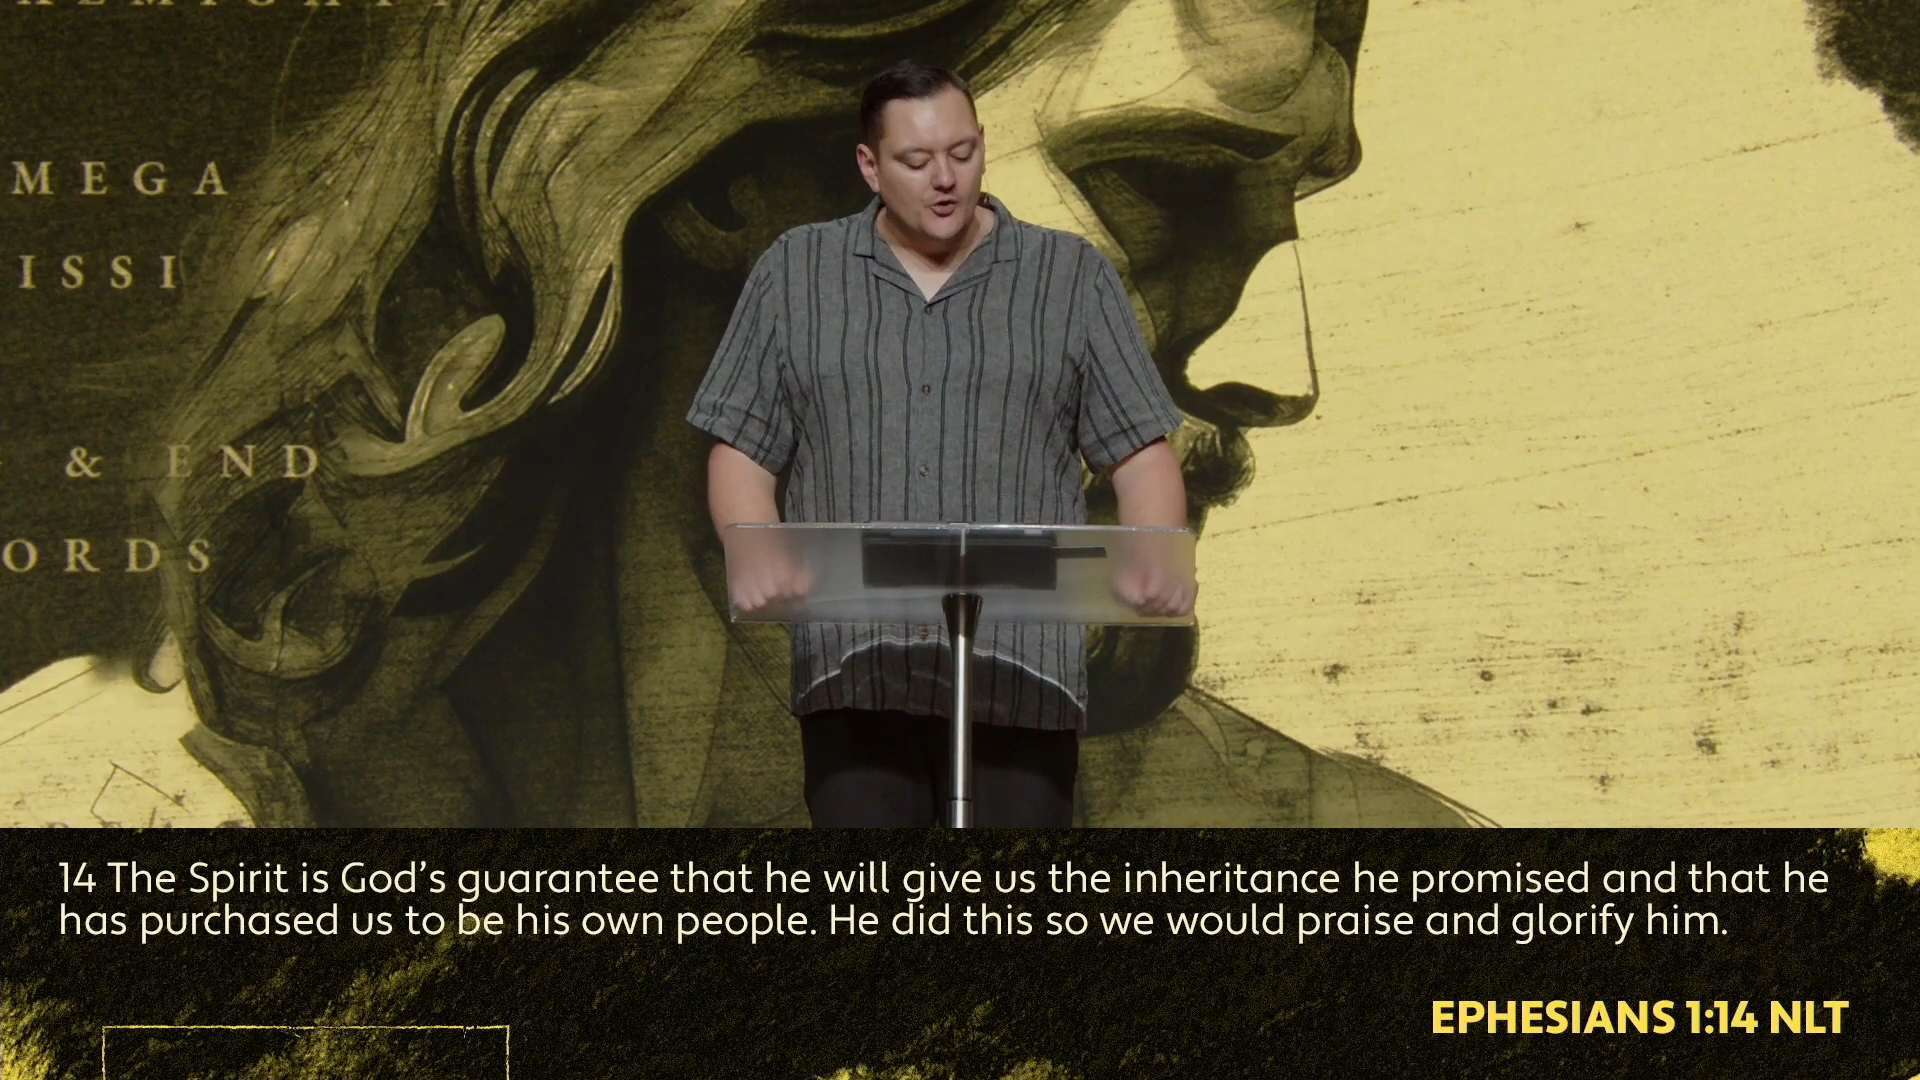 MEGA
ISSI
& END
ORDS
14 The Spirit is God’s guarantee that he will give us the inheritance he promised and that he
has purchased us to be his own people. He did this so we would praise and glorify him.
EPHESIANS 1:14 NLT